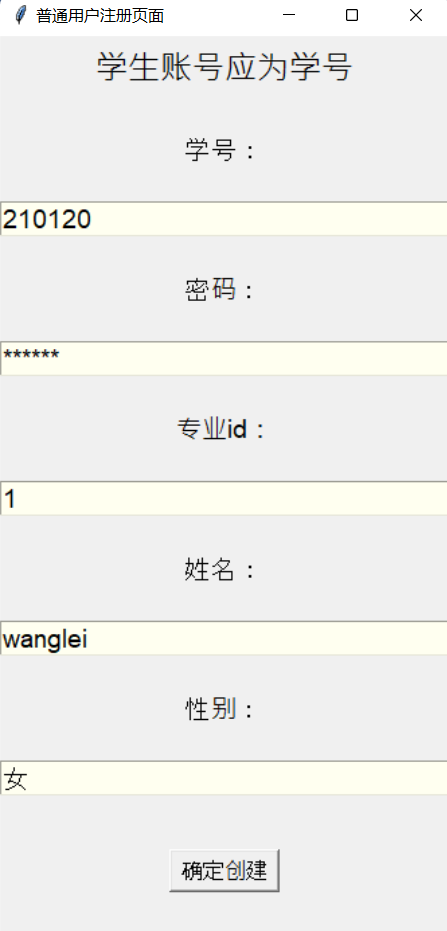 普通用户注册页面
学生账号应为学号
学号：
210120
密码：
******
专业id：
1
姓名：
wanglei
性别：
女
确定创建